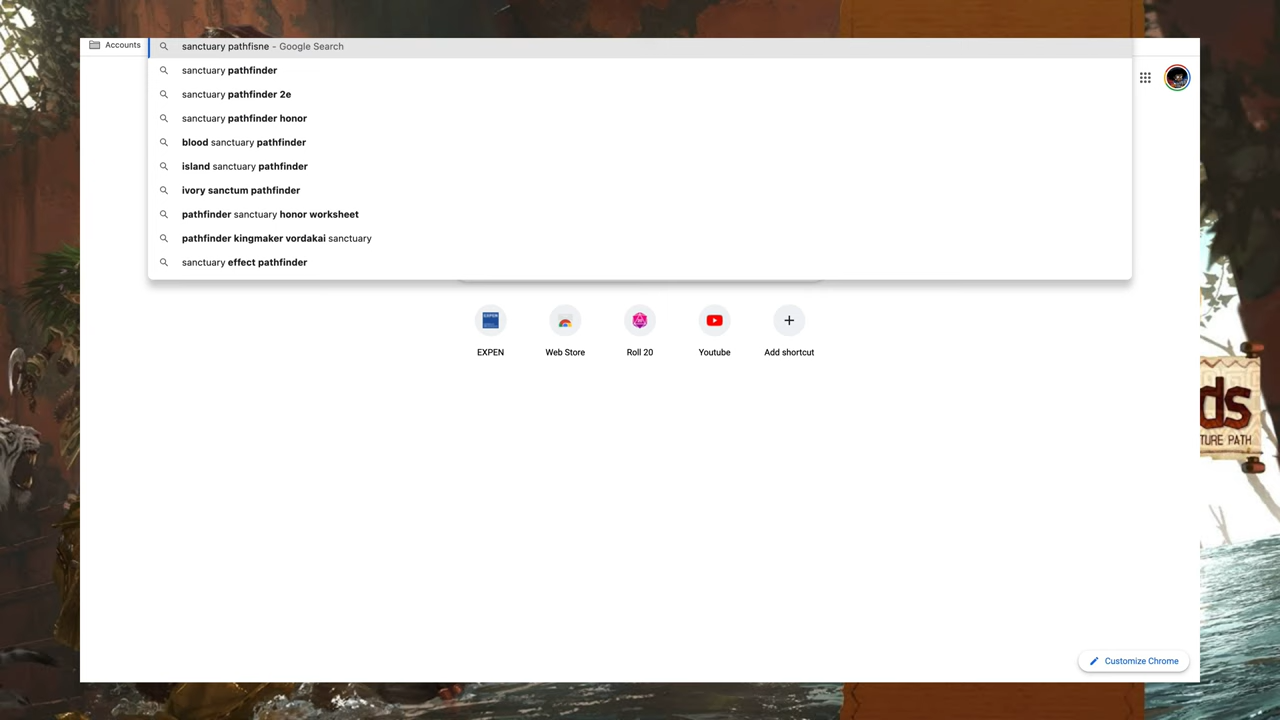 Accounts
sanctuary pathfisne - Google Search
sanctuary pathfinder
sanctuary pathfinder 2e
sanctuary pathfinder honor
blood sanctuary pathfinder
island sanctuary pathfinder
ivory sanctum pathfinder
pathfinder sanctuary honor worksheet
pathfinder kingmaker vordakai sanctuary
sanctuary effect pathfinder
EXPEN
EXPEN
Web Store
Roll 20
Youtube
Add shortcut
ds
TURE PATH
Customize Chrome